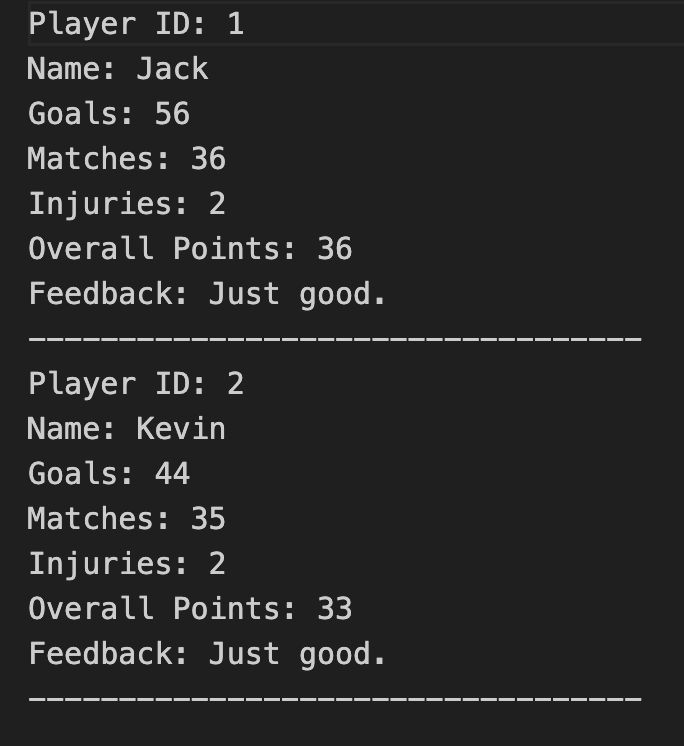 Player ID: 1
Name: Jack
Goals: 56
Matches: 36
Injuries: 2
Overall Points: 36
Feedback: Just good.
----------------------------------
Player ID: 2
Name: Kevin
Goals: 44
Matches: 35
Injuries: 2
Overall Points: 33
Feedback: Just good.
----------------------------------